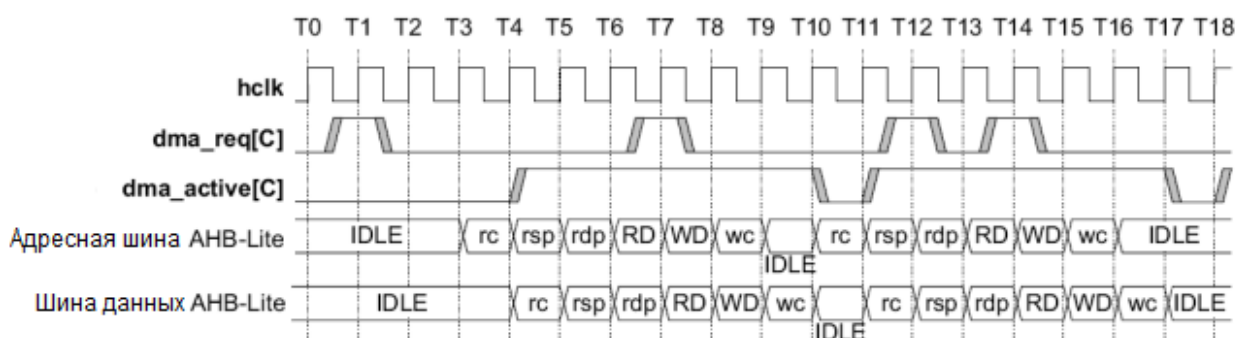 T0 T1 T2 T3 T4 T5 T6 T7 T8 T9 T10 T11 T12 T13 T14 T15 T16 T17 T18
hclk
dma_req[C]
dma_active[C]
Адресная шина AHB-Lite IDLE rc rsp rdp RD WD wc IDLE rc rsp rdp RD WD wc IDLE
Шина данных AHB-Lite IDLE rc rsp rdp RD WD wc IDLE rc rsp rdp RD WD wc IDLE